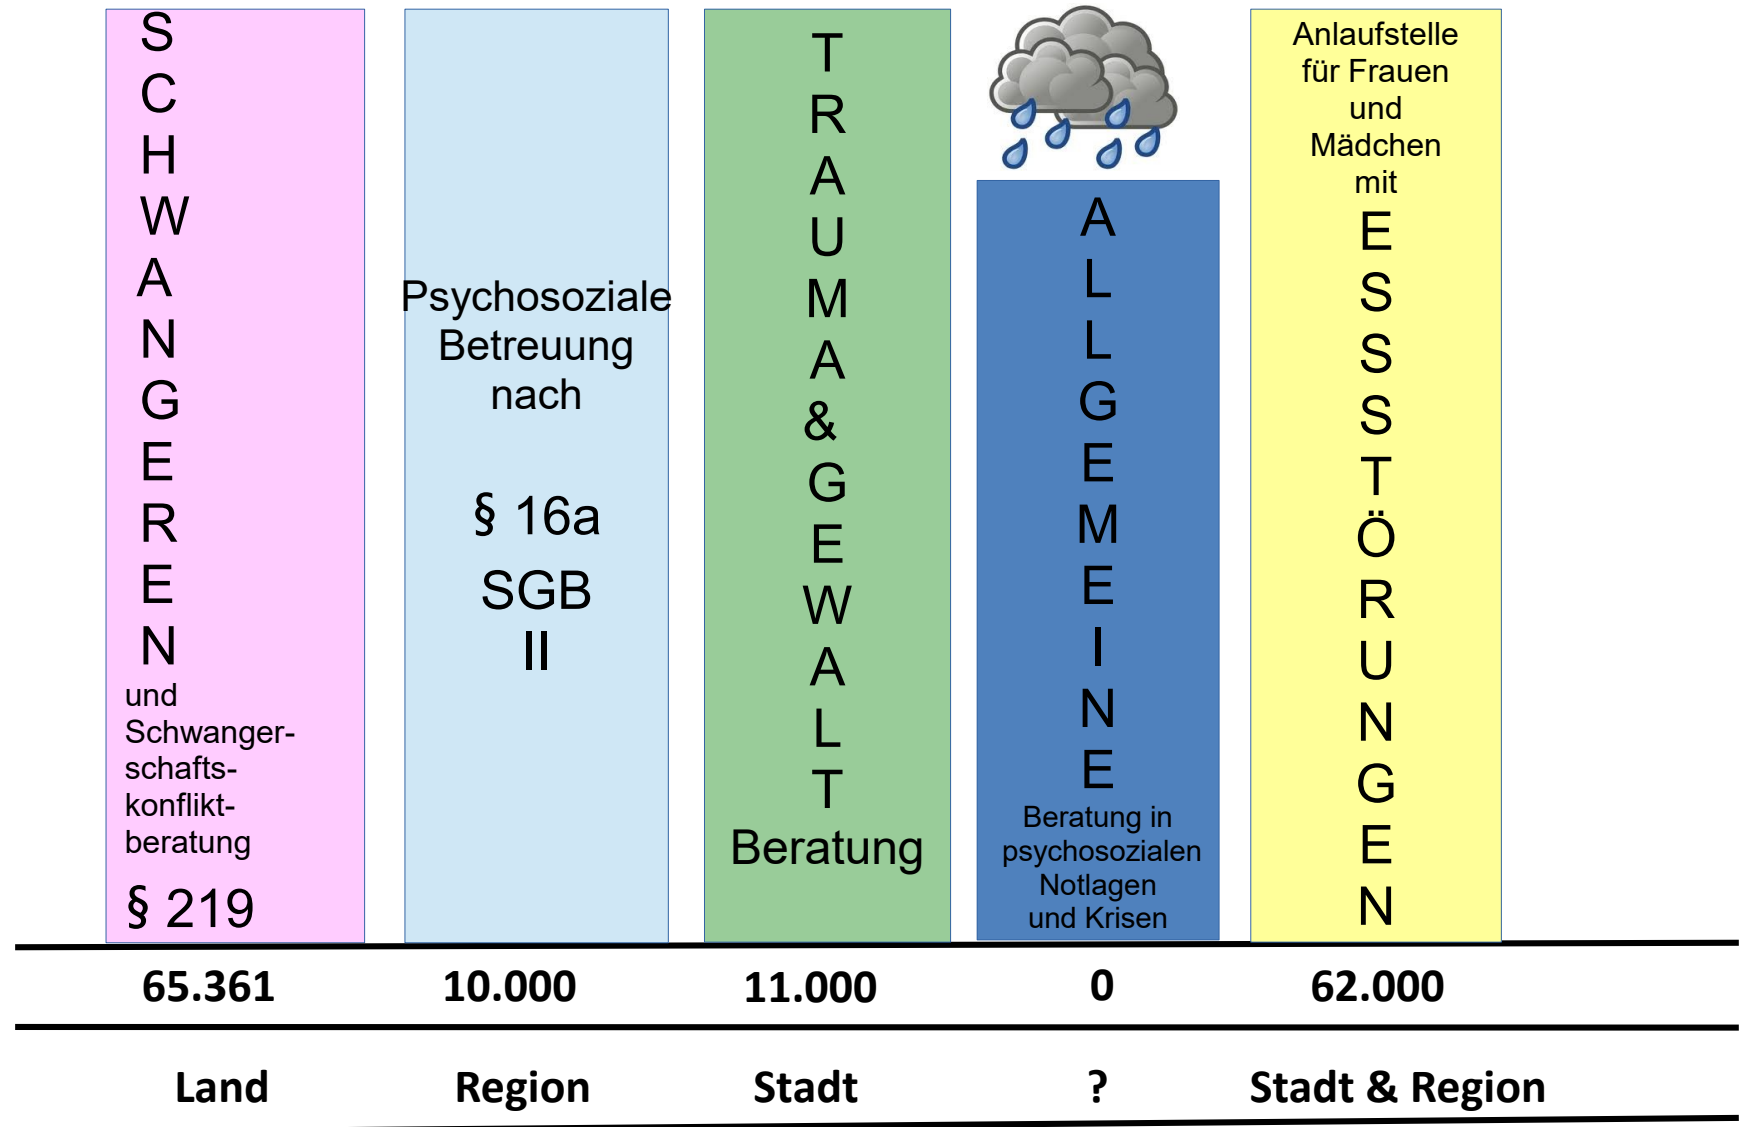 SCHWANGEREN
und
Schwanger-
schafts-
konflikt-
beratung
§ 219
Psychosoziale
Betreuung
nach
§ 16a
SGB
II
TRAUMA&GEWALT
Beratung
ALLGEMEINE
Beratung in
psychosozialen
Notlagen
und Krisen
Anlaufstelle
für Frauen
und
Mädchen
mit
ESSSTÖRUNGEN
65.361 10.000 11.000 0 62.000
Land Region Stadt ? Stadt & Region